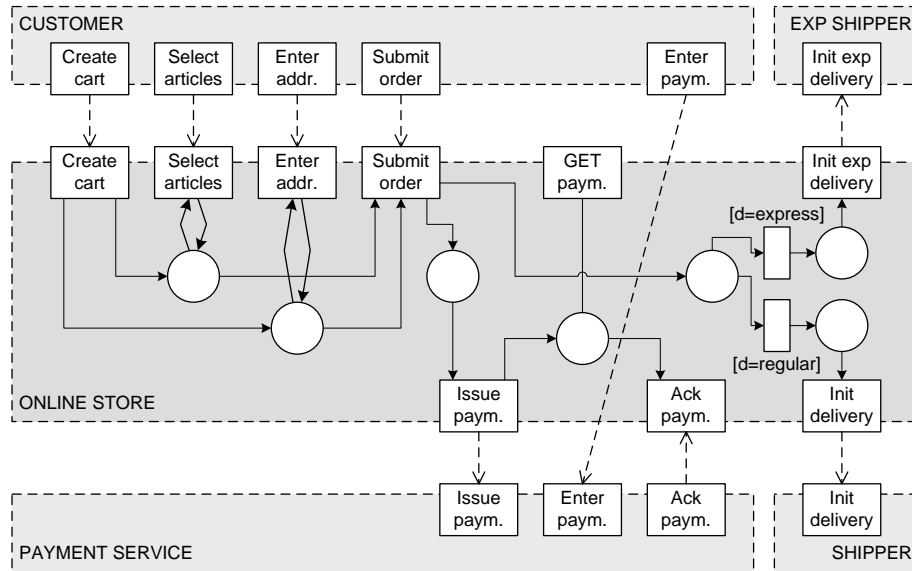 CUSTOMER
EXP SHIPPER
Create
cart
Select
articles
Enter
addr.
Submit
order
Enter
paym.
Init exp
delivery
Create
cart
Select
articles
Enter
addr.
Submit
order
GET
paym.
Init exp
delivery
[d=express]
[d=regular]
ONLINE STORE
Issue
paym.
Ack
paym.
Init
delivery
Issue
paym.
Enter
paym.
Ack
paym.
Init
delivery
PAYMENT SERVICE
SHIPPER